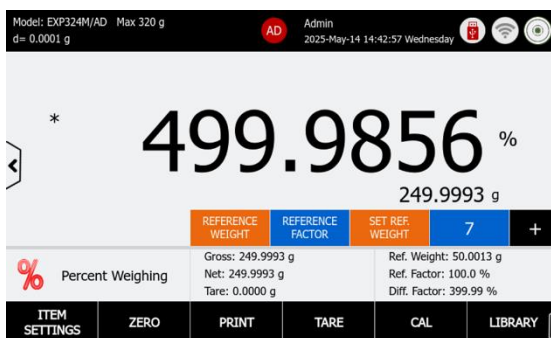 Model: EXP324M/AD Max 320 g
d= 0.0001 g
AD
Admin
2025-May-14 14:42:57 Wednesday
*
499.9856 %
249.9993 g
REFERENCE
WEIGHT
REFERENCE
FACTOR
SET REF.
WEIGHT
7
+
% Percent Weighing
Gross: 249.9993 g
Net: 249.9993 g
Tare: 0.0000 g
Ref. Weight: 50.0013 g
Ref. Factor: 100.0 %
Diff. Factor: 399.99 %
ITEM
SETTINGS
ZERO
PRINT
TARE
CAL
LIBRARY